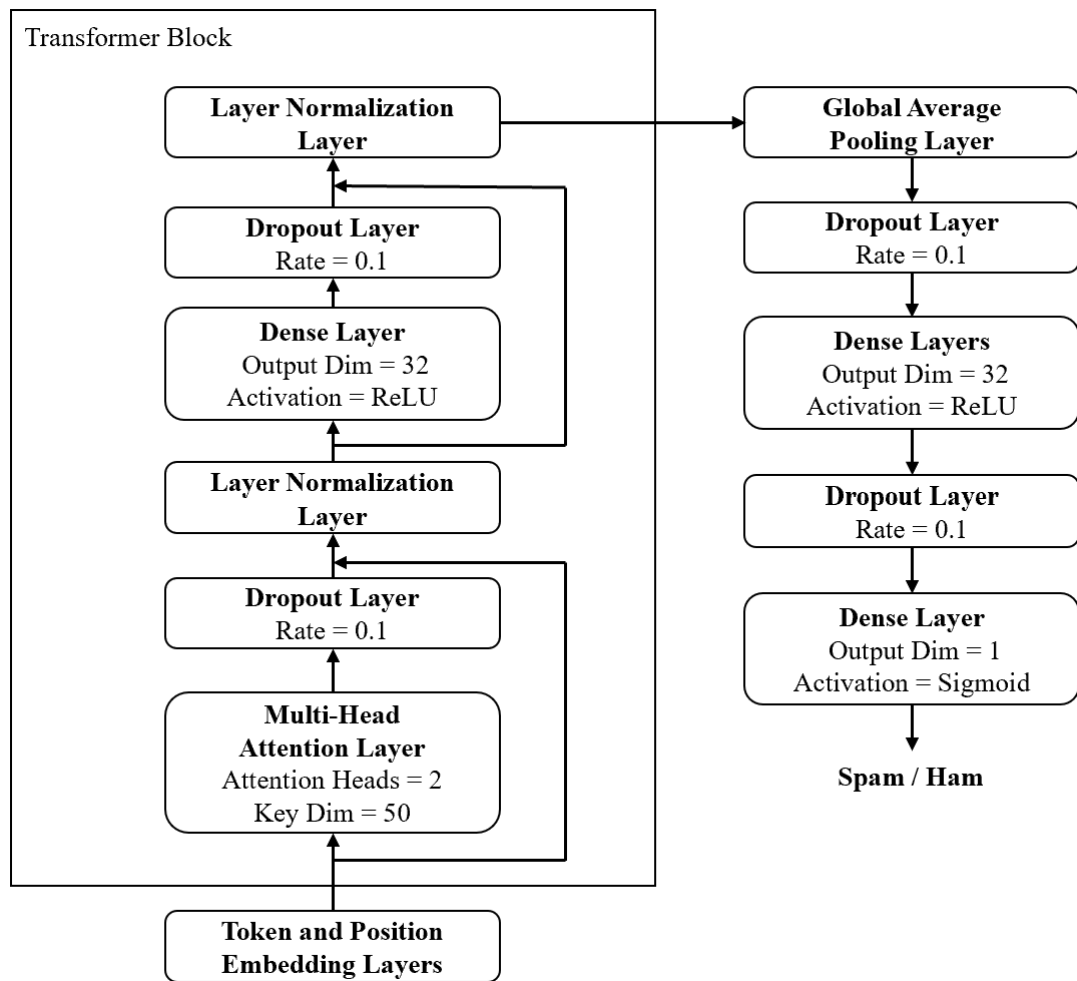 Transformer Block
Layer Normalization
Layer
Dropout Layer
Rate = 0.1
Dense Layer
Output Dim = 32
Activation = ReLU
Layer Normalization
Layer
Dropout Layer
Rate = 0.1
Multi-Head
Attention Layer
Attention Heads = 2
Key Dim = 50
Token and Position
Embedding Layers
Global Average
Pooling Layer
Dropout Layer
Rate = 0.1
Dense Layers
Output Dim = 32
Activation = ReLU
Dropout Layer
Rate = 0.1
Dense Layer
Output Dim = 1
Activation = Sigmoid
Spam / Ham